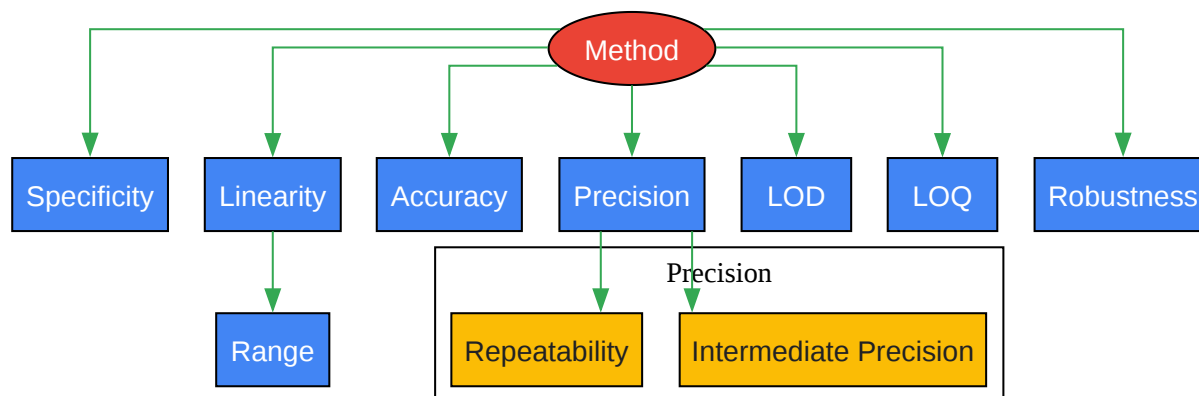 Method
Specificity
Linearity
Accuracy
Precision
LOD
LOQ
Robustness
Precision
Range
Repeatability
Intermediate Precision